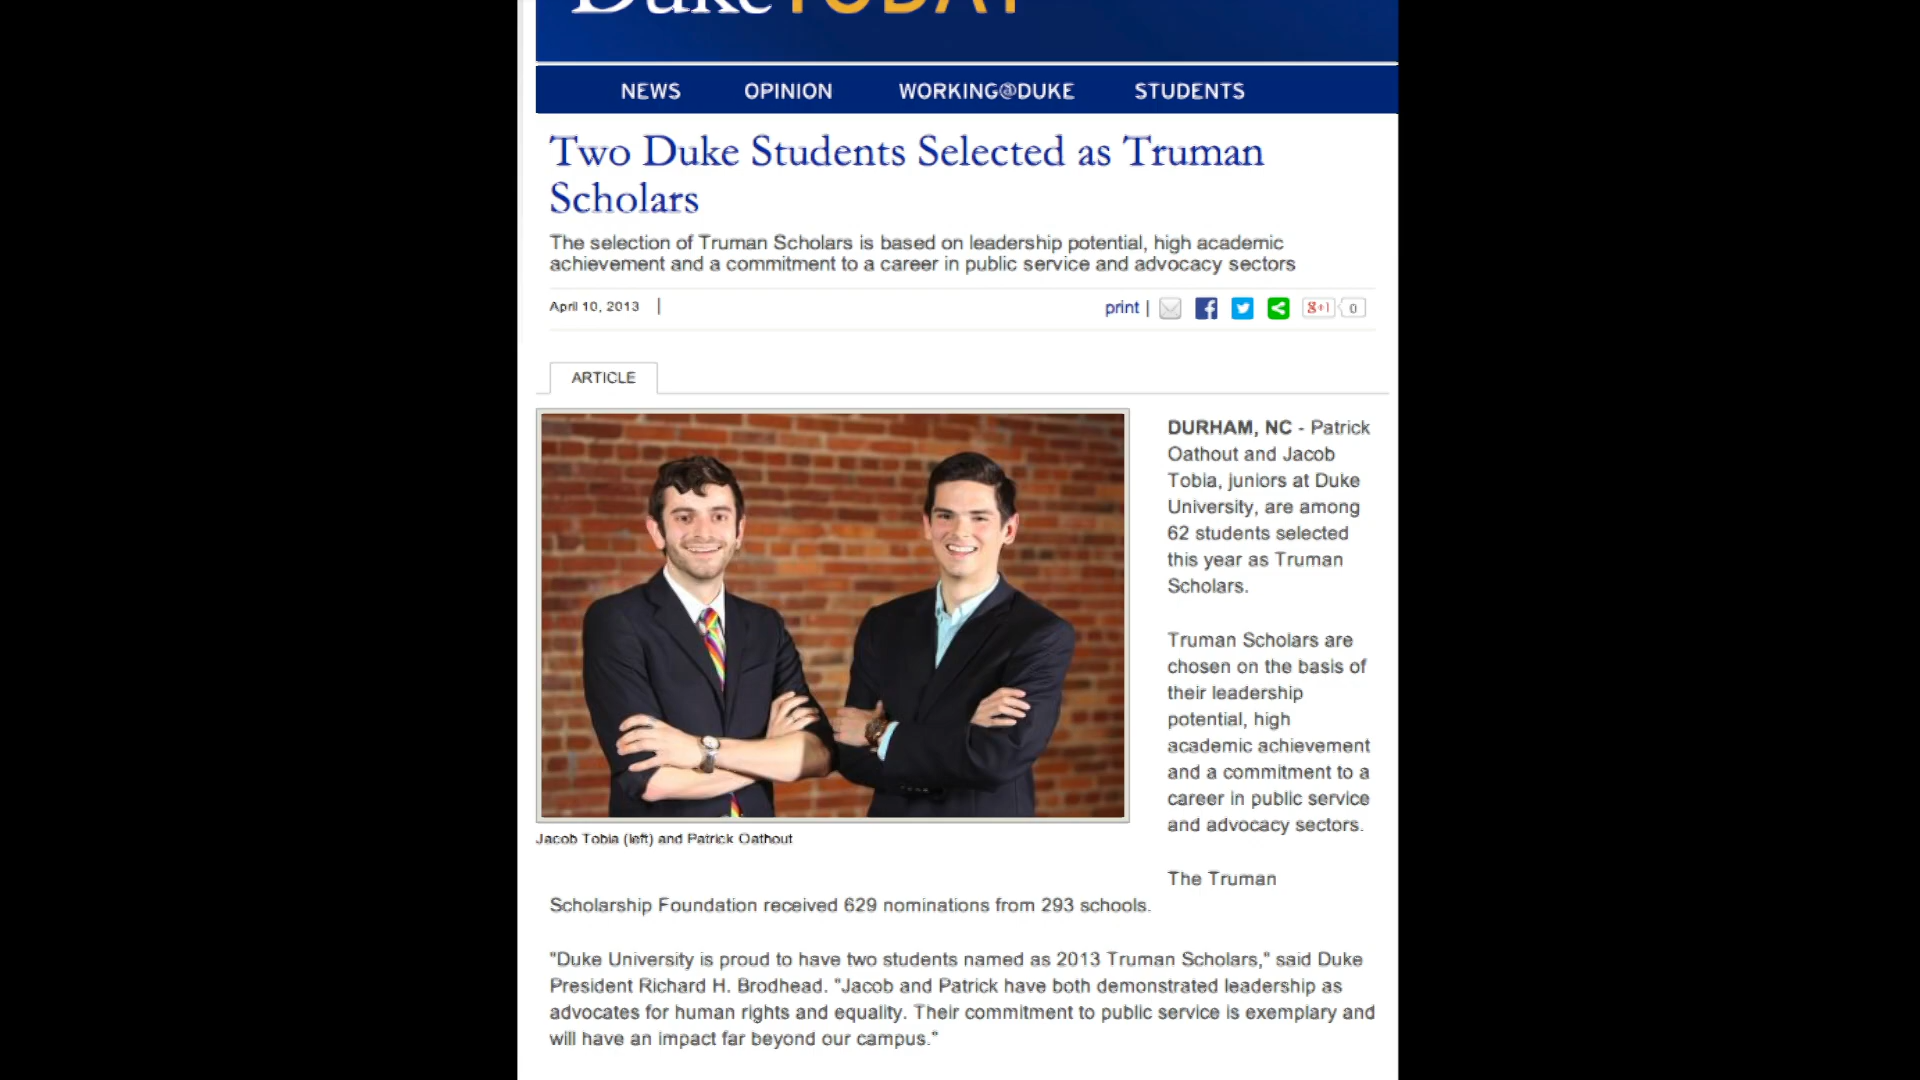 Duke TODAY
NEWS OPINION WORKING@DUKE STUDENTS
Two Duke Students Selected as Truman
Scholars
The selection of Truman Scholars is based on leadership potential, high academic
achievement and a commitment to a career in public service and advocacy sectors
April 10, 2013 |
print | g+1 0
ARTICLE
DURHAM, NC - Patrick
Oathout and Jacob
Tobia, juniors at Duke
University, are among
62 students selected
this year as Truman
Scholars.
Truman Scholars are
chosen on the basis of
their leadership
potential, high
academic achievement
and a commitment to a
career in public service
and advocacy sectors.
Jacob Tobia (left) and Patrick Oathout
The Truman
Scholarship Foundation received 629 nominations from 293 schools.
"Duke University is proud to have two students named as 2013 Truman Scholars," said Duke
President Richard H. Brodhead. "Jacob and Patrick have both demonstrated leadership as
advocates for human rights and equality. Their commitment to public service is exemplary and
will have an impact far beyond our campus."